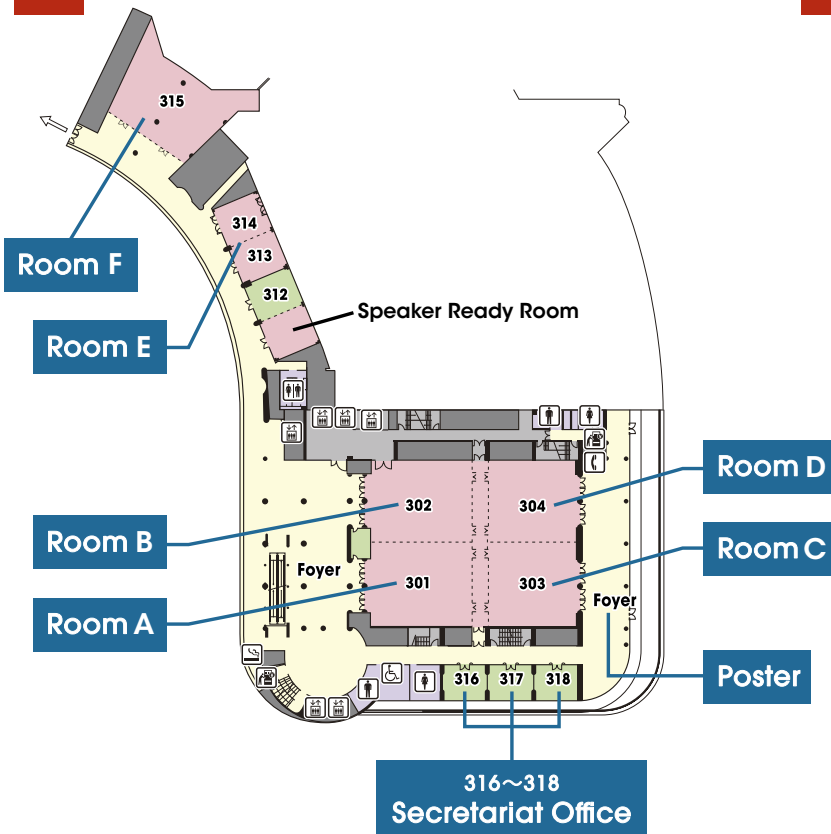 315
314
Room F
313
312
Speaker Ready Room
Room E
Room D
302
304
Room B
Room C
Foyer
301
303
Foyer
Room A
316
317
318
Poster
316～318
Secretariat Office